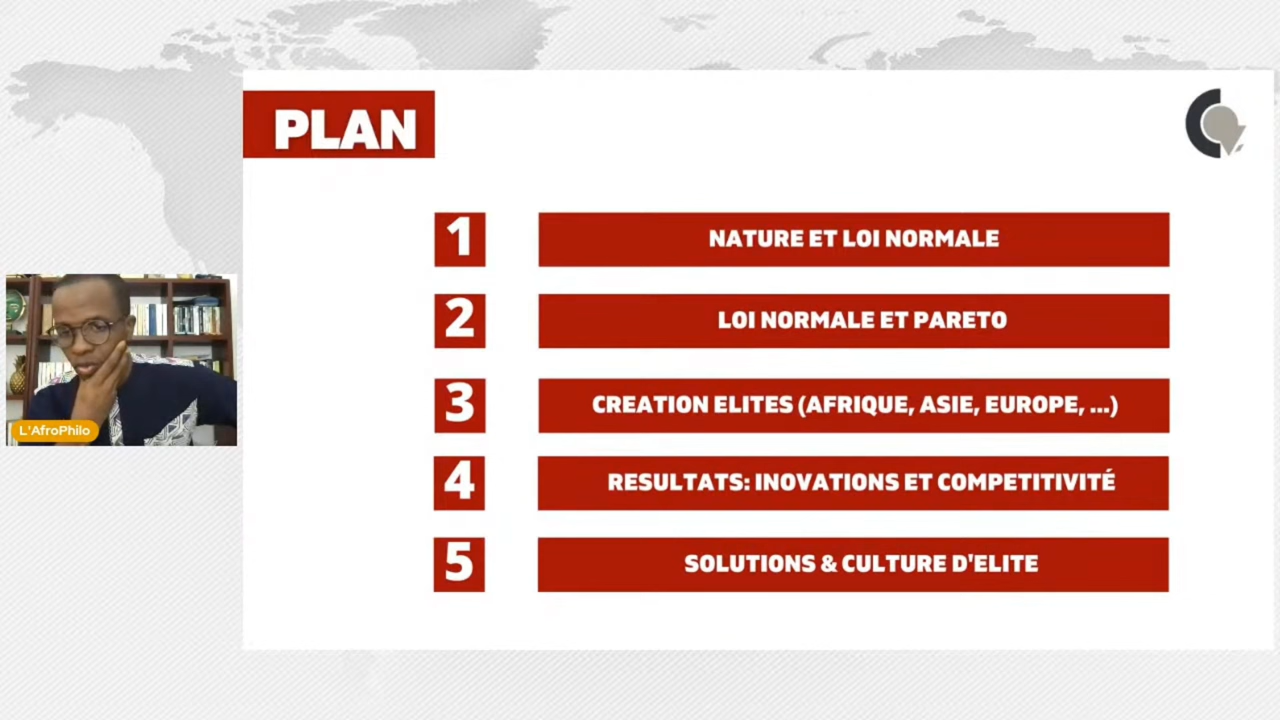 PLAN
1
NATURE ET LOI NORMALE
2
LOI NORMALE ET PARETO
3
CREATION ELITES (AFRIQUE, ASIE, EUROPE, ...)
4
RESULTATS: INOVATIONS ET COMPETITIVITÉ
5
SOLUTIONS & CULTURE D'ELITE
L'AfroPhilo